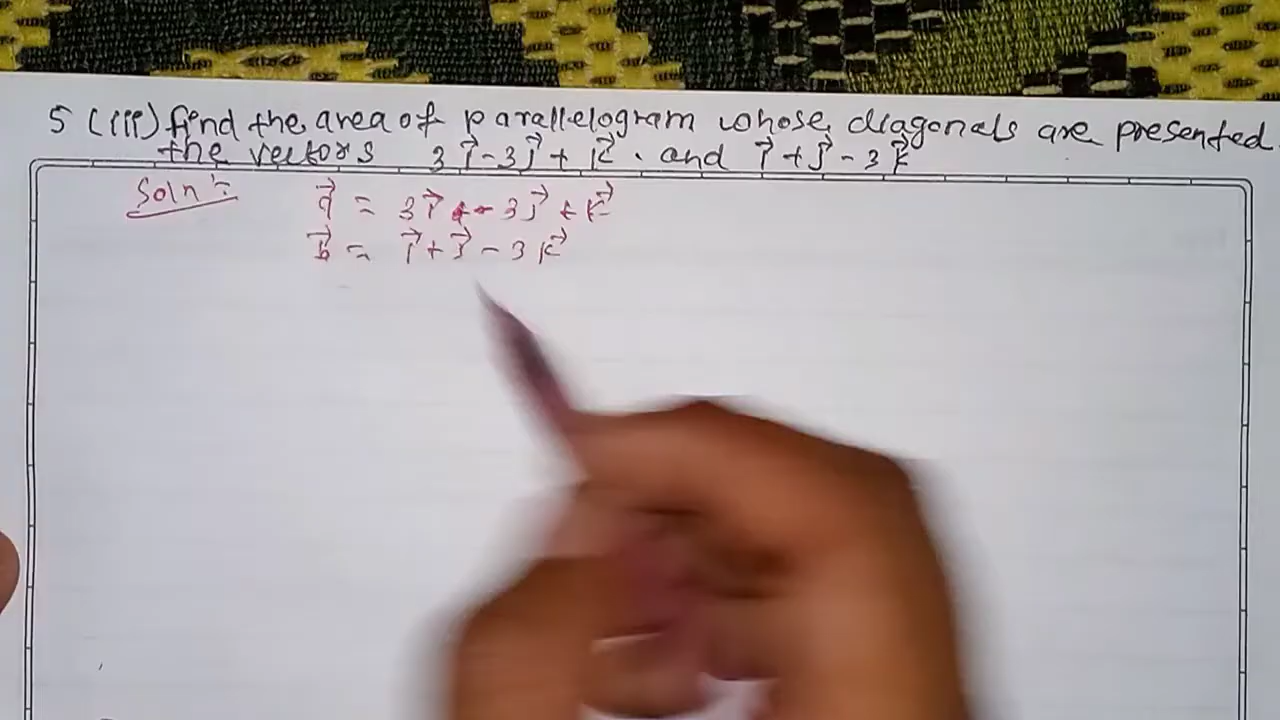 5 (iii) find the area of parallelogram whose diagonals are presented
the vectors 3i⃗ - 3j⃗ + k⃗ . and i⃗ + j⃗ - 3k⃗
Soln :-
a⃗ = 3i⃗ - 3j⃗ + k⃗
b⃗ = i⃗ + j⃗ - 3k⃗